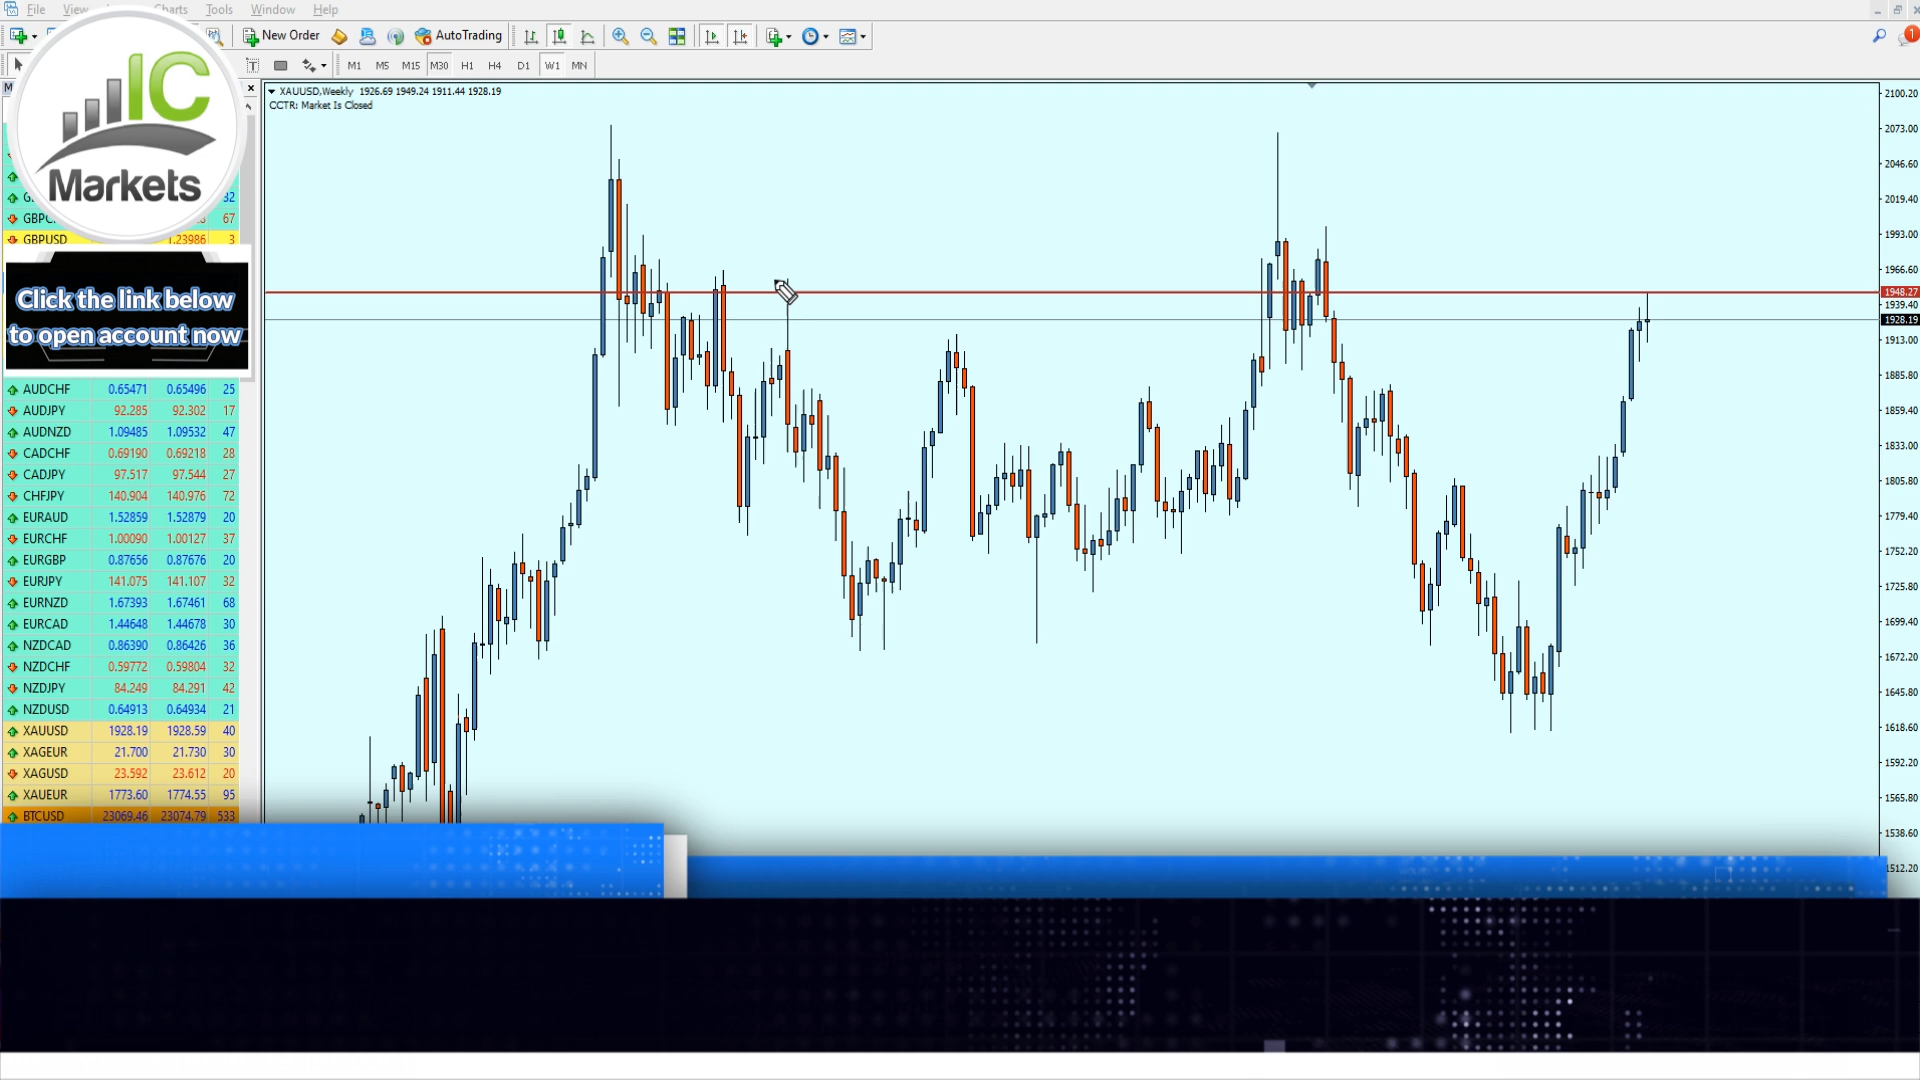 File View Charts Tools Window Help
New Order AutoTrading
1
T M1 M5 M15 M30 H1 H4 D1 W1 MN
IC
Markets
XAUUSD,Weekly 1926.69 1949.24 1911.44 1928.19
CCTR: Market Is Closed
32
67
GBPUSD 1.23986 3
Click the link below
to open account now
AUDCHF 0.65471 0.65496 25
AUDJPY 92.285 92.302 17
AUDNZD 1.09485 1.09532 47
CADCHF 0.69190 0.69218 28
CADJPY 97.517 97.544 27
CHFJPY 140.904 140.976 72
EURAUD 1.52859 1.52879 20
EURCHF 1.00090 1.00127 37
EURGBP 0.87656 0.87676 20
EURJPY 141.075 141.107 32
EURNZD 1.67393 1.67461 68
EURCAD 1.44648 1.44678 30
NZDCAD 0.86390 0.86426 36
NZDCHF 0.59772 0.59804 32
NZDJPY 84.249 84.291 42
NZDUSD 0.64913 0.64934 21
XAUUSD 1928.19 1928.59 40
XAGEUR 21.700 21.730 30
XAGUSD 23.592 23.612 20
XAUEUR 1773.60 1774.55 95
BTCUSD 23069.46 23074.79 533
2100.20
2073.00
2046.60
2019.40
1993.00
1966.60
1948.27
1939.40
1928.19
1913.00
1885.80
1859.40
1833.00
1805.80
1779.40
1752.20
1725.80
1699.40
1672.20
1645.80
1618.60
1592.20
1565.80
1538.60
1512.20